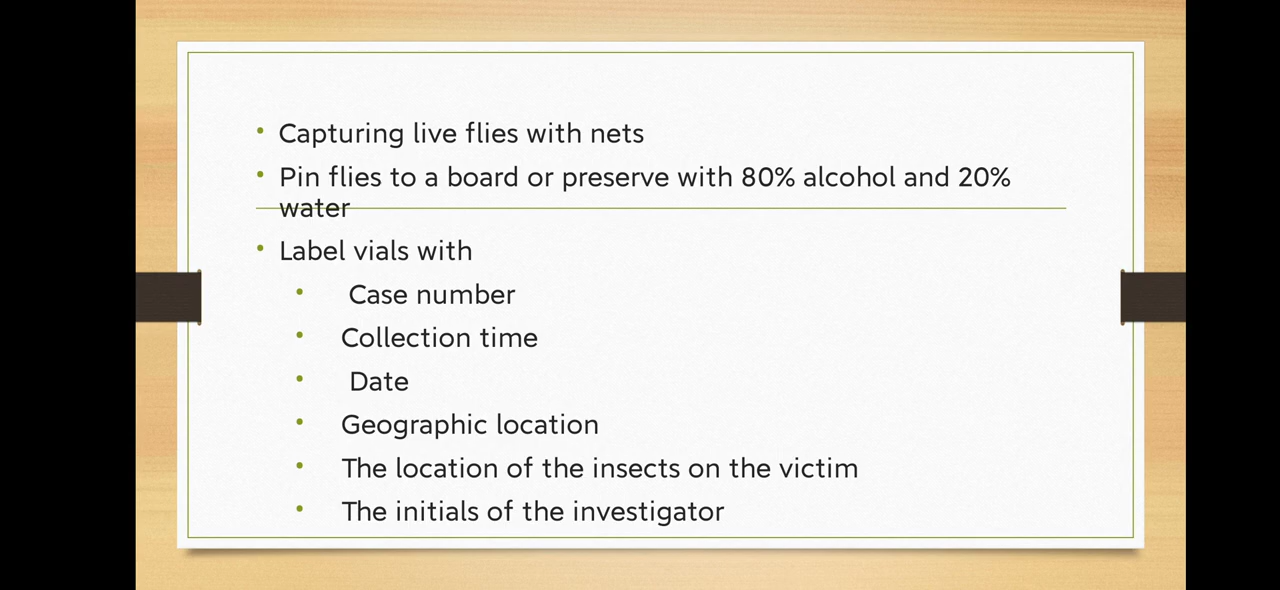 • Capturing live flies with nets
• Pin flies to a board or preserve with 80% alcohol and 20%
water
• Label vials with
• Case number
• Collection time
• Date
• Geographic location
• The location of the insects on the victim
• The initials of the investigator